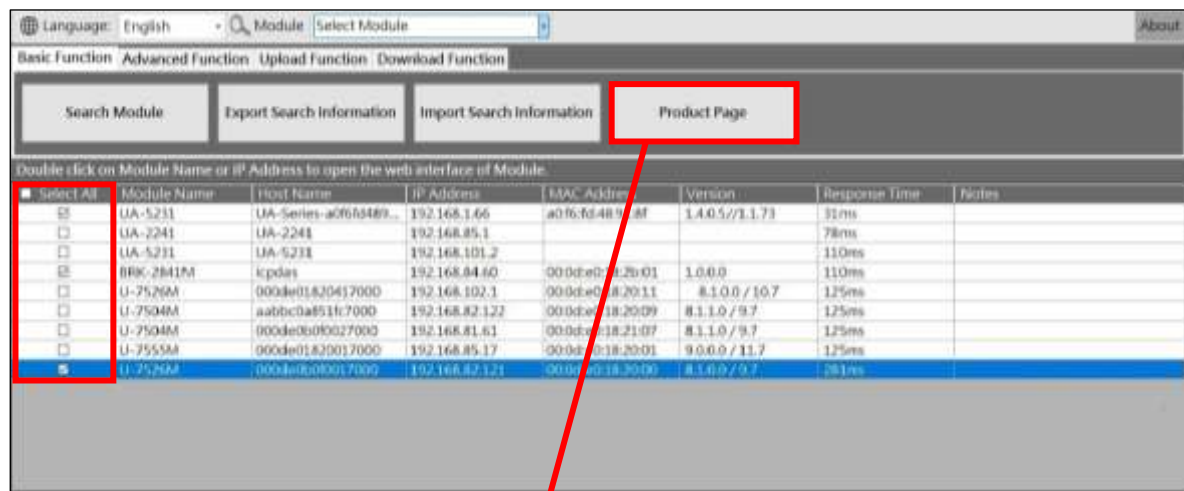 Language: English Module Select Module About
Basic Function Advanced Function Upload Function Download Function
Search Module Export Search Information Import Search Information Product Page
Double click on Module Name or IP Address to open the web interface of Module.
Select All Module Name Host Name IP Address MAC Address Version Response Time Notes
UA-5231 UA-Series-a0f6fd489... 192.168.1.66 1.4.0.5//1.1.73 31ms
UA-2241 UA-2241 192.168.85.1 78ms
UA-5231 UA-5231 192.168.101.2 110ms
BRK-2841M icpdas 192.168.84.60 1.0.0.0 110ms
U-7526M 000de01820417000 192.168.102.1 8.1.0.0 / 10.7 125ms
U-7504M aabbc0a851fc7000 192.168.82.122 8.1.1.0 / 9.7 125ms
U-7504M 000de0b0f0027000 192.168.81.61 8.1.1.0 / 9.7 125ms
U-7555M 000de01820017000 192.168.85.17 9.0.0.0 / 11.7 125ms
U-7526M 000de0b0f0017000 192.168.82.121 8.1.0.0 / 9.7 281ms